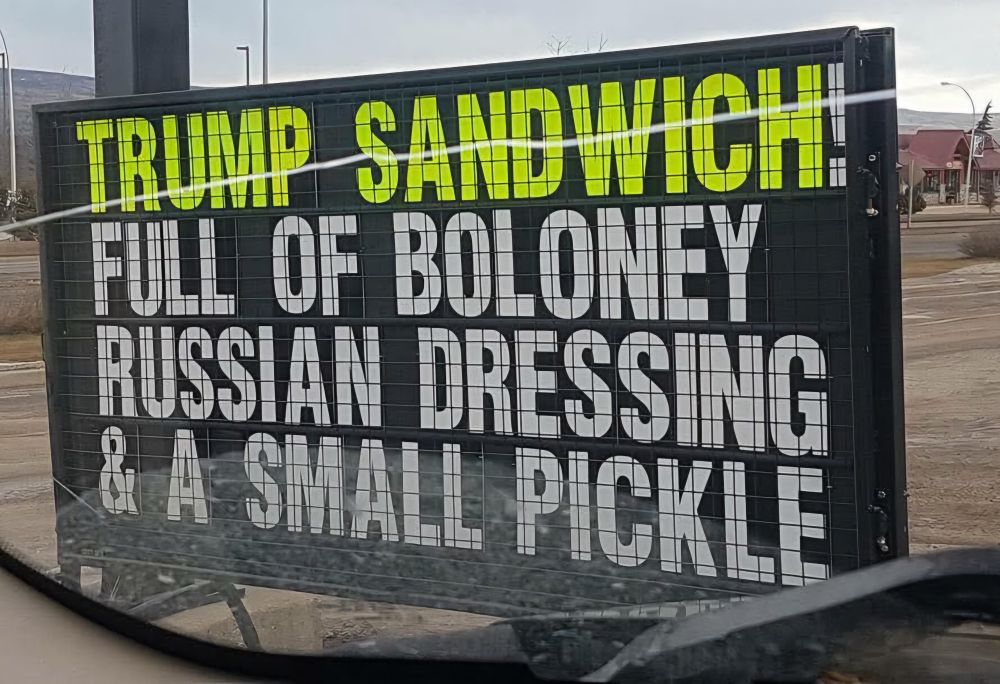 TRUMP SANDWICH!
FULL OF BOLONEY
RUSSIAN DRESSING
& A SMALL PICKLE